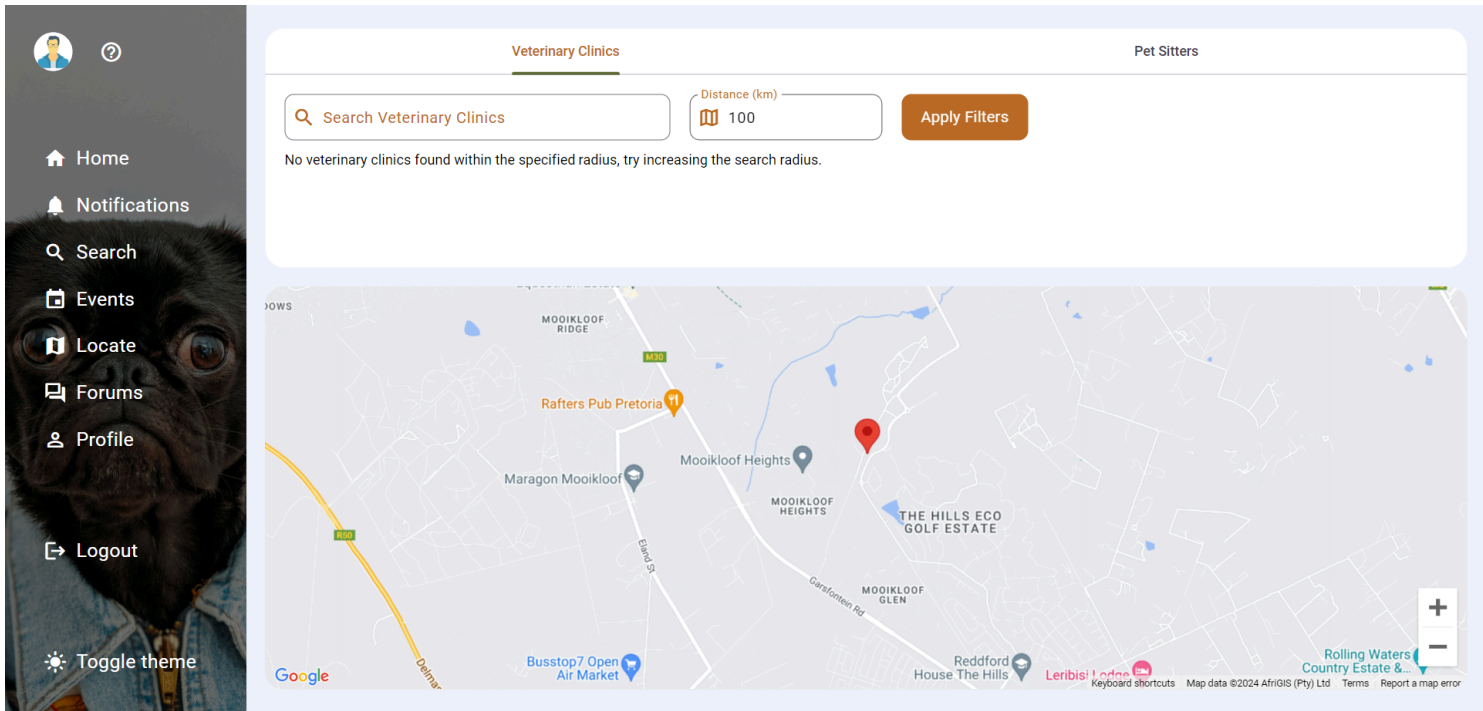 Home
Notifications
Search
Events
Locate
Forums
Profile
Logout
Toggle theme
Veterinary Clinics
Pet Sitters
Search Veterinary Clinics
Distance (km)
100
Apply Filters
No veterinary clinics found within the specified radius, try increasing the search radius.
MOOIKLOOF
RIDGE
M30
Rafters Pub Pretoria
Mooikloof Heights
Maragon Mooikloof
MOOIKLOOF
HEIGHTS
THE HILLS ECO
GOLF ESTATE
R50
Eland St
Garsfontein Rd
MOOIKLOOF
GLEN
Busstop7 Open
Air Market
Reddford
House The Hills
Leribisi Lodge
Rolling Waters
Country Estate &...
Google
Keyboard shortcuts
Map data ©2024 AfriGIS (Pty) Ltd
Terms
Report a map error